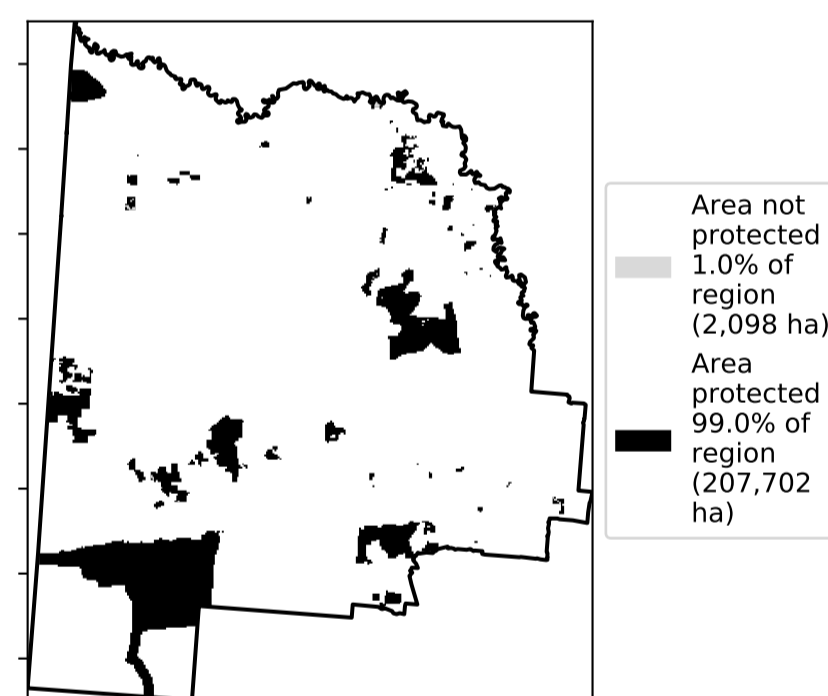 Area not
protected
1.0% of
region
(2,098 ha)
Area
protected
99.0% of
region
(207,702
ha)